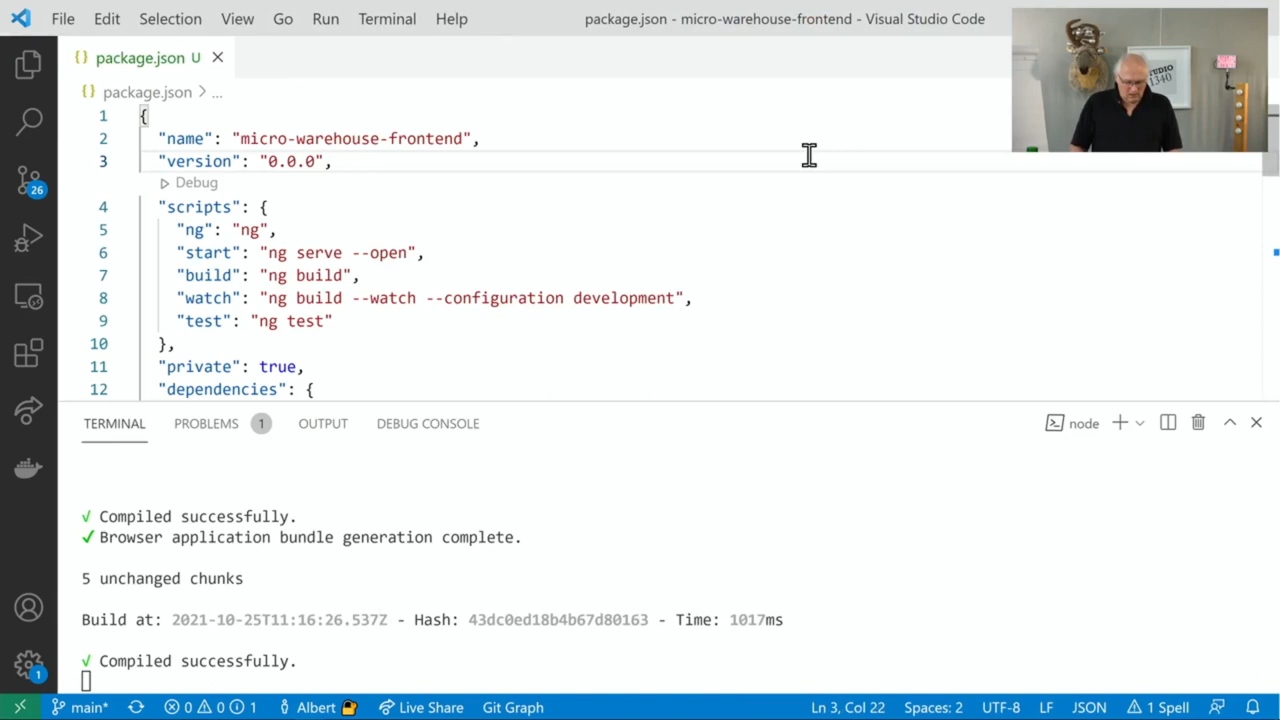 File Edit Selection View Go Run Terminal Help package.json - micro-warehouse-frontend - Visual Studio Code
{} package.json U
{} package.json > ...
1 {
2 "name": "micro-warehouse-frontend",
3 "version": "0.0.0",
Debug
4 "scripts": {
5 "ng": "ng",
6 "start": "ng serve --open",
7 "build": "ng build",
8 "watch": "ng build --watch --configuration development",
9 "test": "ng test"
10 },
11 "private": true,
12 "dependencies": {
STUDIO
1340
26
TERMINAL PROBLEMS 1 OUTPUT DEBUG CONSOLE node
√ Compiled successfully.
✔ Browser application bundle generation complete.
5 unchanged chunks
Build at: 2021-10-25T11:16:26.537Z - Hash: 43dc0ed18b4b67d80163 - Time: 1017ms
√ Compiled successfully.
1
main* 0 0 1 Albert Live Share Git Graph Ln 3, Col 22 Spaces: 2 UTF-8 LF JSON 1 Spell